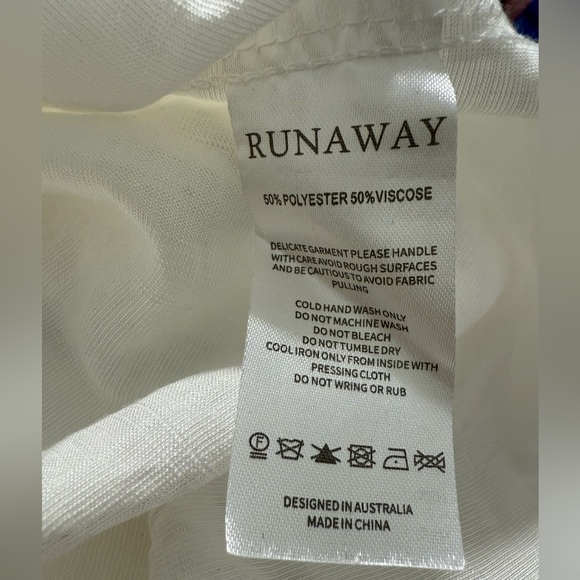 RUNAWAY
50% POLYESTER 50%VISCOSE
DELICATE GARMENT PLEASE HANDLE
WITH CARE AVOID ROUGH SURFACES
AND BE CAUTIOUS TO AVOID FABRIC
PULLING
COLD HAND WASH ONLY
DO NOT MACHINE WASH
DO NOT BLEACH
DO NOT TUMBLE DRY
COOL IRON ONLY FROM INSIDE WITH
PRESSING CLOTH
DO NOT WRING OR RUB
F
DESIGNED IN AUSTRALIA
MADE IN CHINA